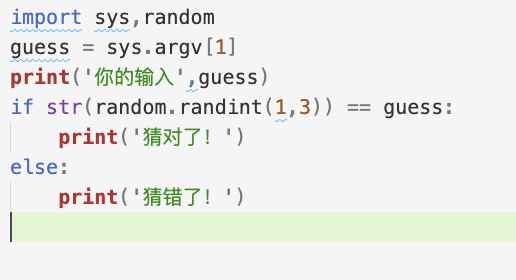 import sys,random
guess = sys.argv[1]
print('你的输入',guess)
if str(random.randint(1,3)) == guess:
    print('猜对了！')
else:
    print('猜错了！')